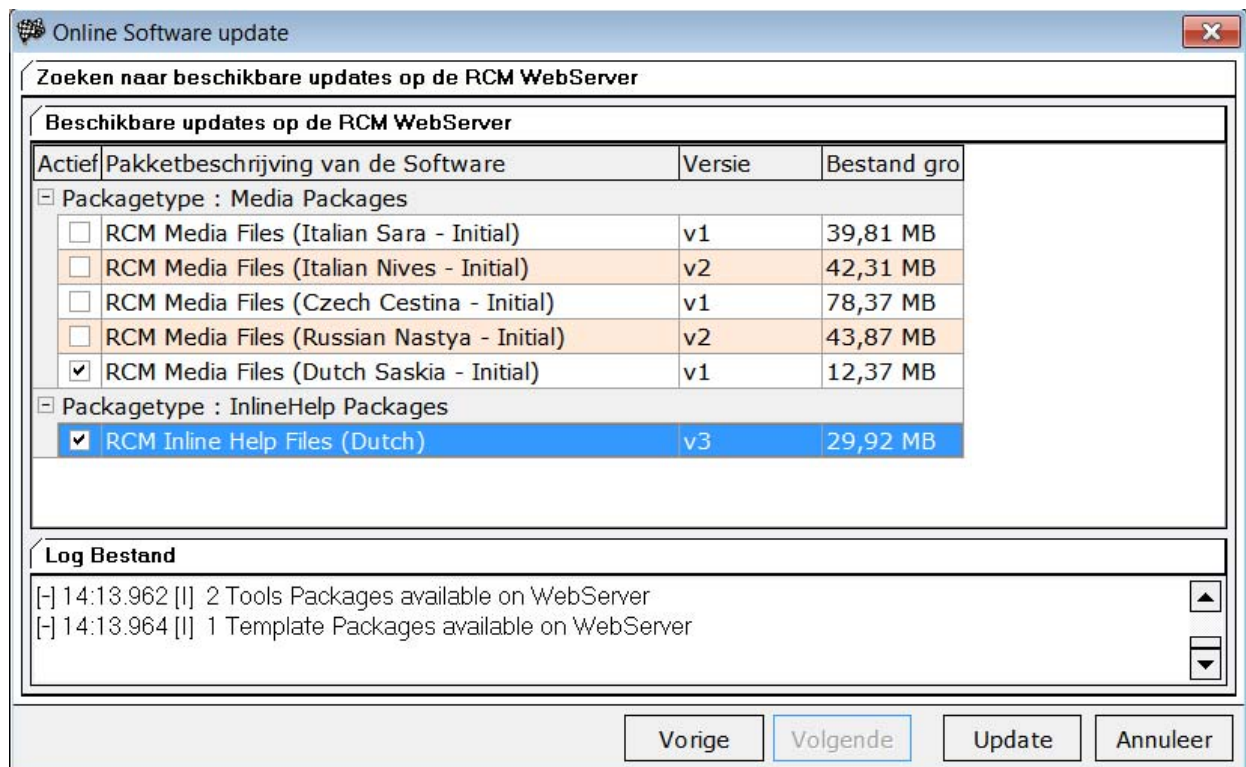 Online Software update
Zoeken naar beschikbare updates op de RCM WebServer
Beschikbare updates op de RCM WebServer
Actief Pakketbeschrijving van de Software Versie Bestand gro
Packagetype : Media Packages
RCM Media Files (Italian Sara - Initial) v1 39,81 MB
RCM Media Files (Italian Nives - Initial) v2 42,31 MB
RCM Media Files (Czech Cestina - Initial) v1 78,37 MB
RCM Media Files (Russian Nastya - Initial) v2 43,87 MB
RCM Media Files (Dutch Saskia - Initial) v1 12,37 MB
Packagetype : InlineHelp Packages
RCM Inline Help Files (Dutch) v3 29,92 MB
Log Bestand
[-] 14:13.962 [I] 2 Tools Packages available on WebServer
[-] 14:13.964 [I] 1 Template Packages available on WebServer
Vorige Volgende Update Annuleer